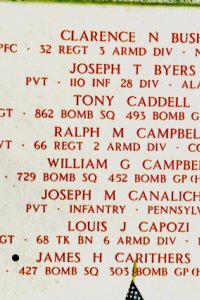 CLARENCE N BUSH
PFC • 32 REGT 3 ARMD DIV • N
JOSEPH T BYERS
PVT • 110 INF 28 DIV • ALA
TONY CADDELL
GT • 862 BOMB SQ 493 BOMB G
RALPH M CAMPBEL
VT • 66 REGT 2 ARMD DIV • CO
WILLIAM G CAMPBE
729 BOMB SQ 452 BOMB GP (H
JOSEPH M CANALICH
PVT • INFANTRY • PENNSYLV
LOUIS J CAPOZI
GT • 68 TK BN 6 ARMD DIV • N
• JAMES H CARITHERS
427 BOMB SQ 303 BOMB GP (H